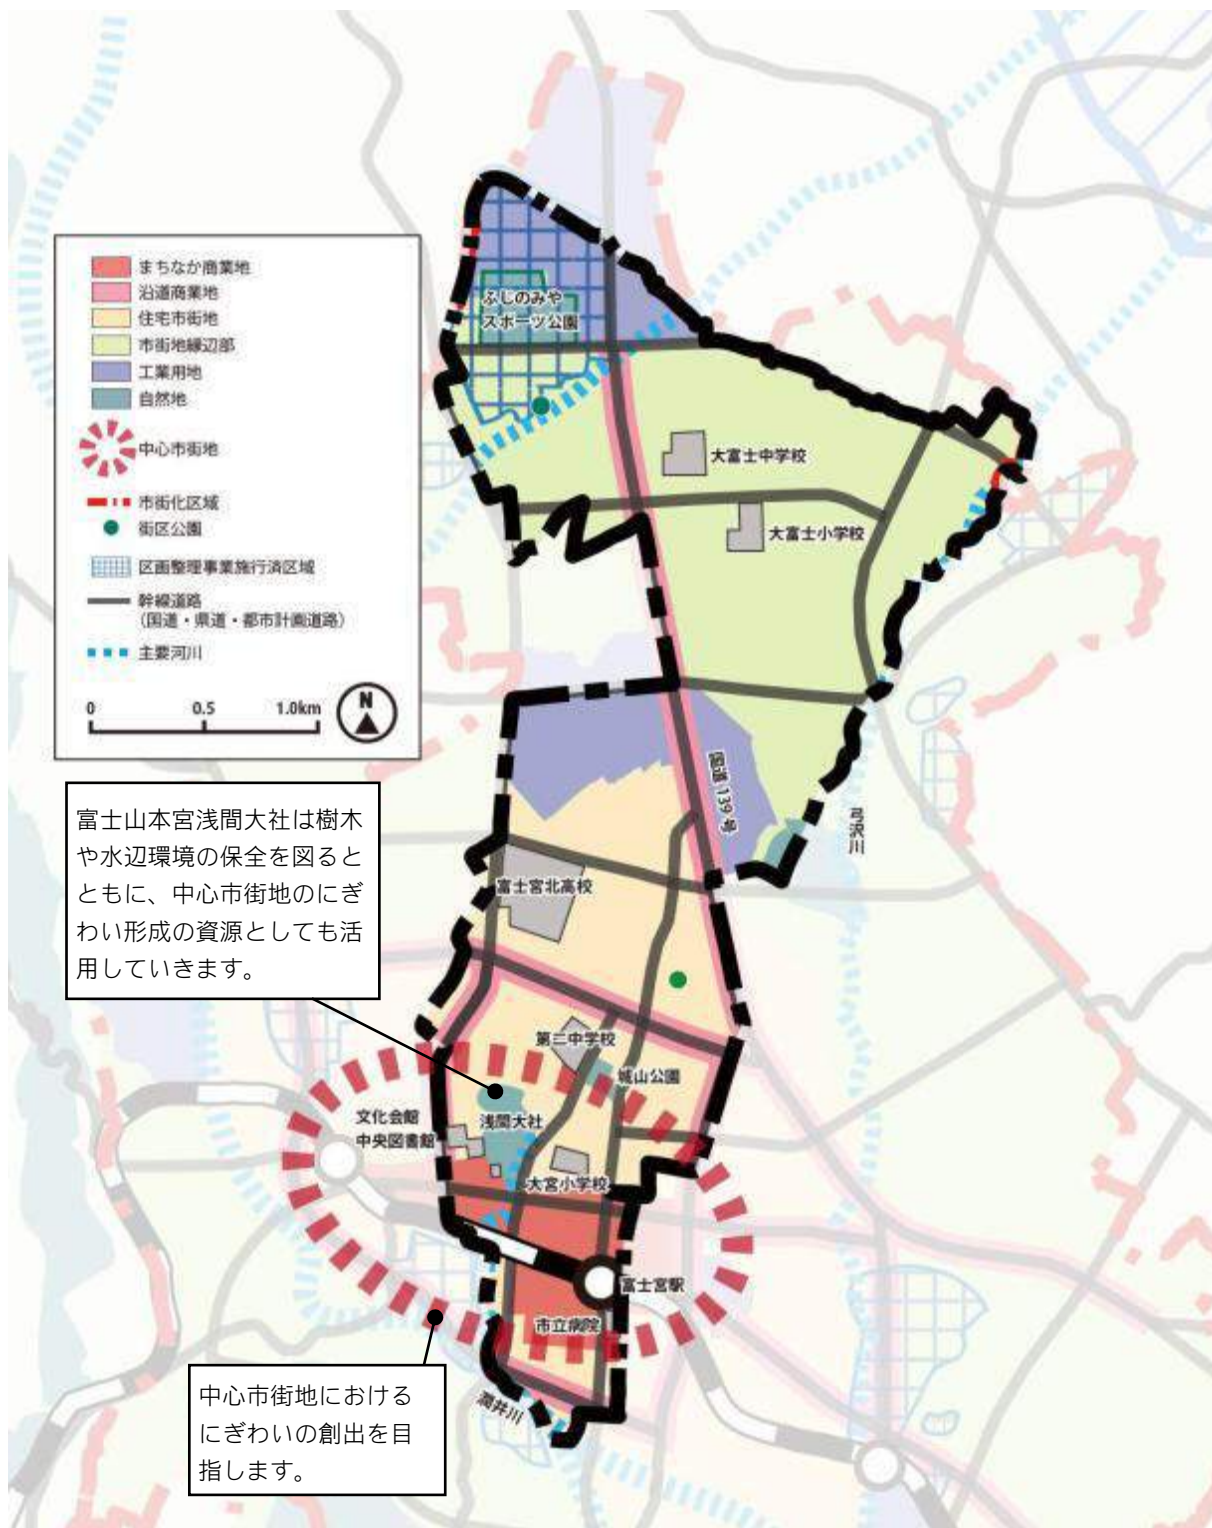 まちなか商業地
沿道商業地
住宅市街地
市街地縁辺部
工業用地
自然地
中心市街地
市街化区域
街区公園
区画整理事業施行済区域
幹線道路
(国道・県道・都市計画道路)
主要河川
0 0.5 1.0km
N
ふじのみや
スポーツ公園
大富士中学校
大富士小学校
国道 139 号
弓沢川
富士山本宮浅間大社は樹木
や水辺環境の保全を図ると
ともに、中心市街地のにぎ
わい形成の資源としても活
用していきます。
富士宮北高校
第二中学校
城山公園
文化会館
中央図書館
浅間大社
大宮小学校
富士宮駅
市立病院
潤井川
中心市街地における
にぎわいの創出を目
指します。